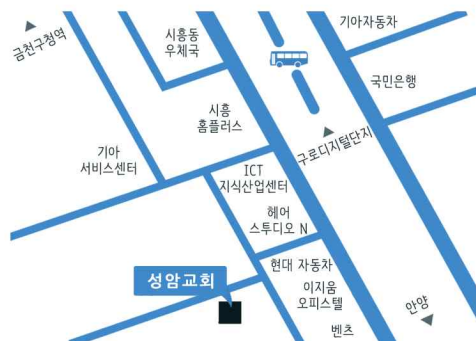 금천구청역
시흥동
우체국
기아자동차
국민은행
시흥
홈플러스
구로디지털단지
기아
서비스센터
ICT
지식산업센터
헤어
스튜디오 N
현대 자동차
성암교회
이지움
오피스텔
안양
벤츠